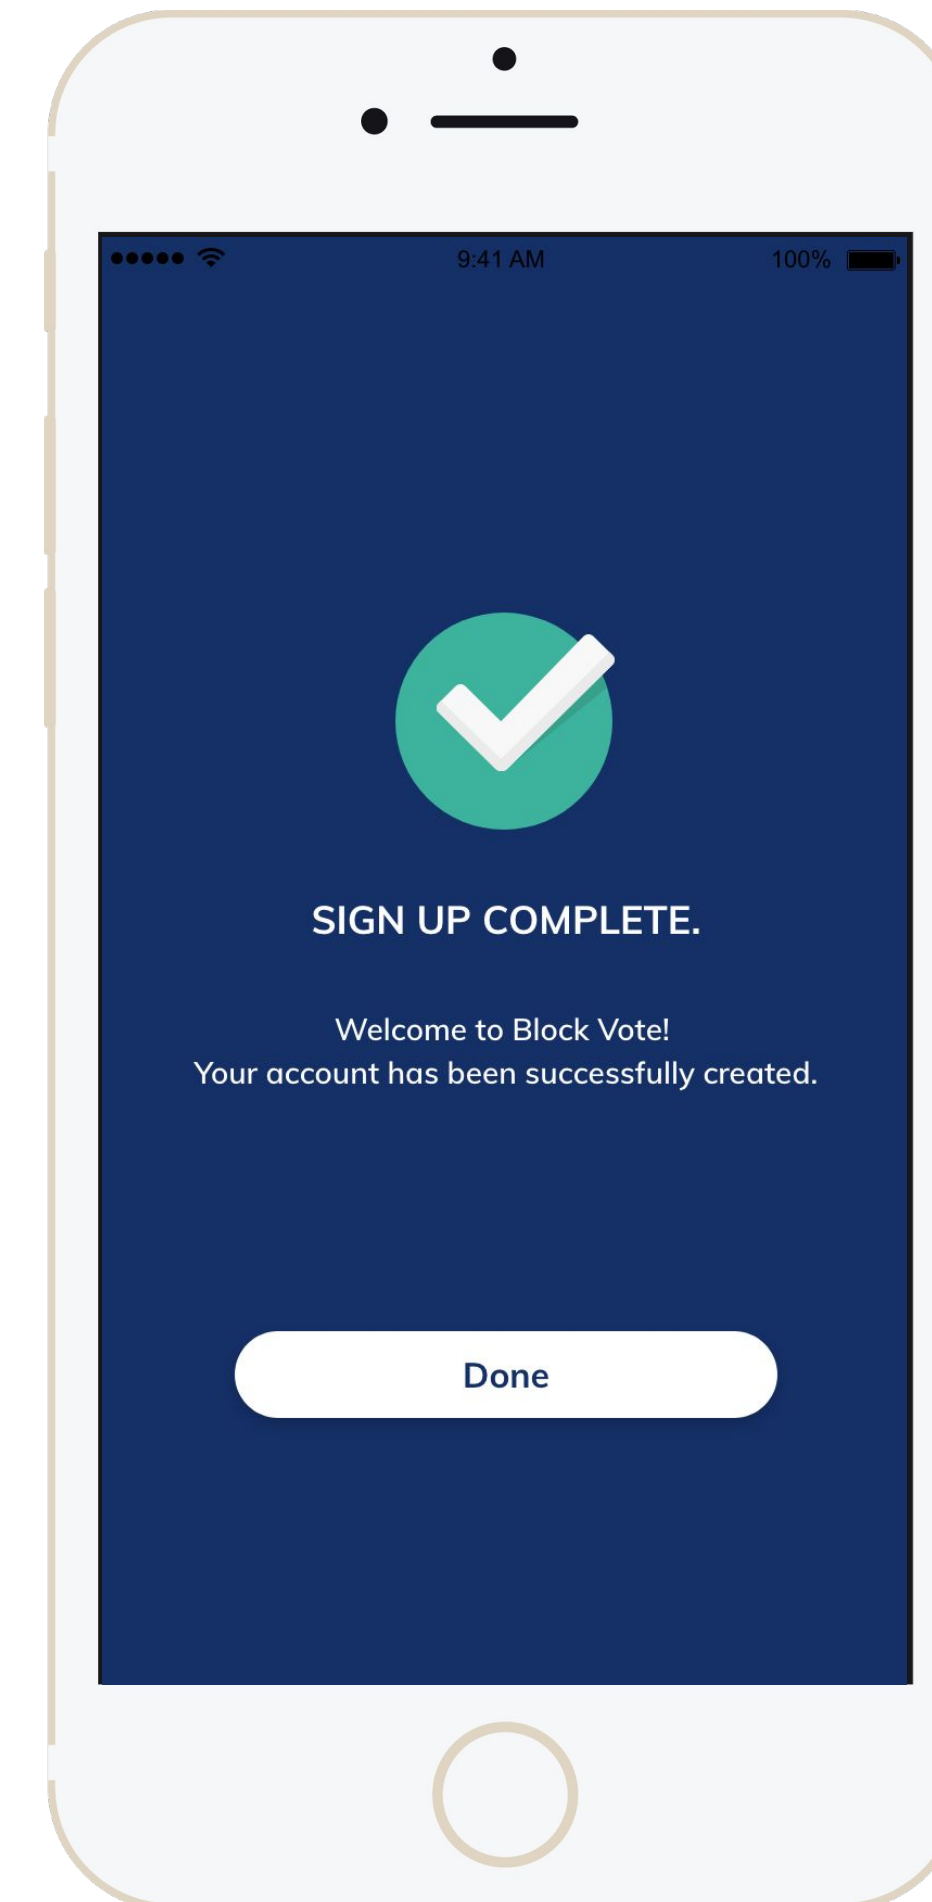 9:41 AM 100%
SIGN UP COMPLETE.
Welcome to Block Vote!
Your account has been successfully created.
Done